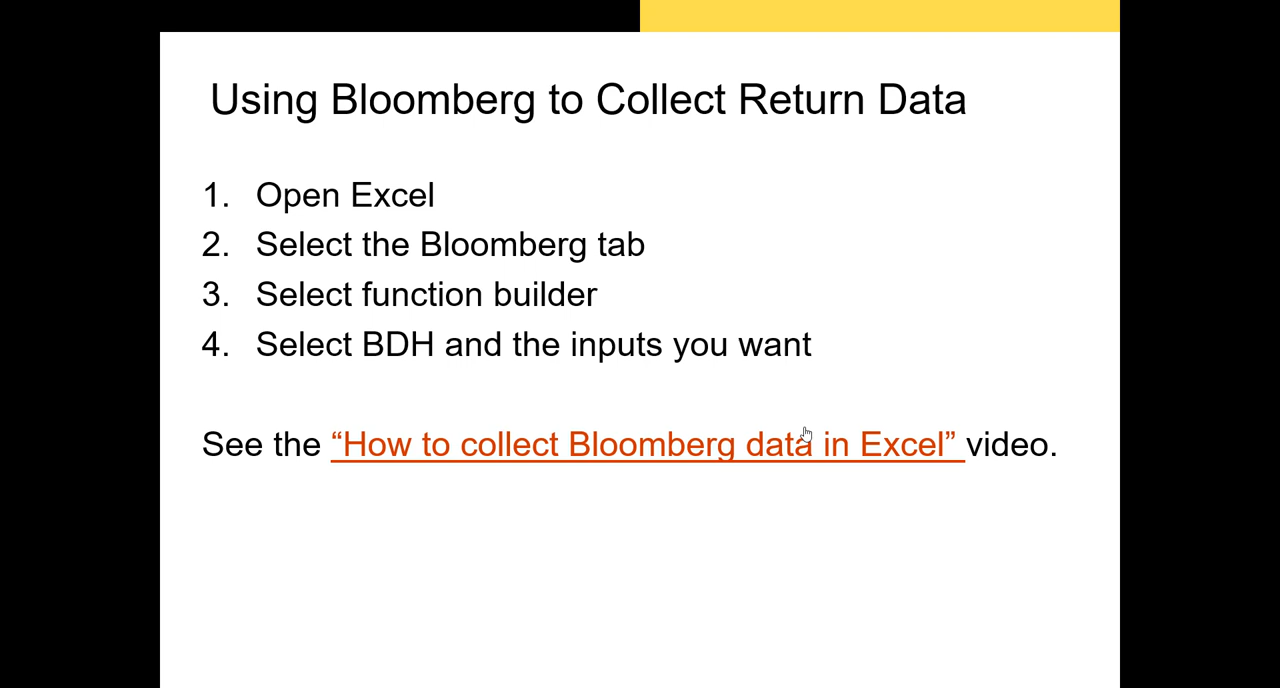 Using Bloomberg to Collect Return Data
1. Open Excel
2. Select the Bloomberg tab
3. Select function builder
4. Select BDH and the inputs you want
See the “How to collect Bloomberg data in Excel” video.